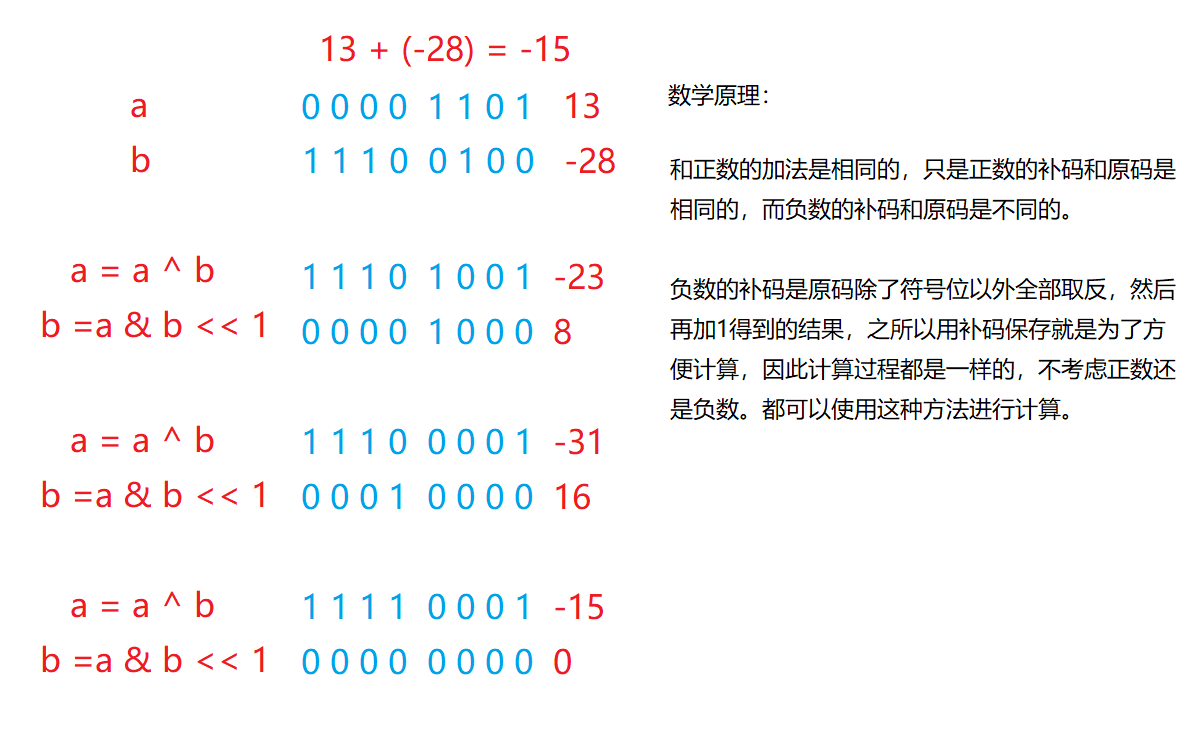 13 + (-28) = -15
a 0 0 0 0 1 1 0 1 13
b 1 1 1 0 0 1 0 0 -28
a = a ^ b 1 1 1 0 1 0 0 1 -23
b =a & b << 1 0 0 0 0 1 0 0 0 8
a = a ^ b 1 1 1 0 0 0 0 1 -31
b =a & b << 1 0 0 0 1 0 0 0 0 16
a = a ^ b 1 1 1 1 0 0 0 1 -15
b =a & b << 1 0 0 0 0 0 0 0 0 0
数学原理：
和正数的加法是相同的，只是正数的补码和原码是
相同的，而负数的补码和原码是不同的。
负数的补码是原码除了符号位以外全部取反，然后
再加1得到的结果，之所以用补码保存就是为了方
便计算，因此计算过程都是一样的，不考虑正数还
是负数。都可以使用这种方法进行计算。